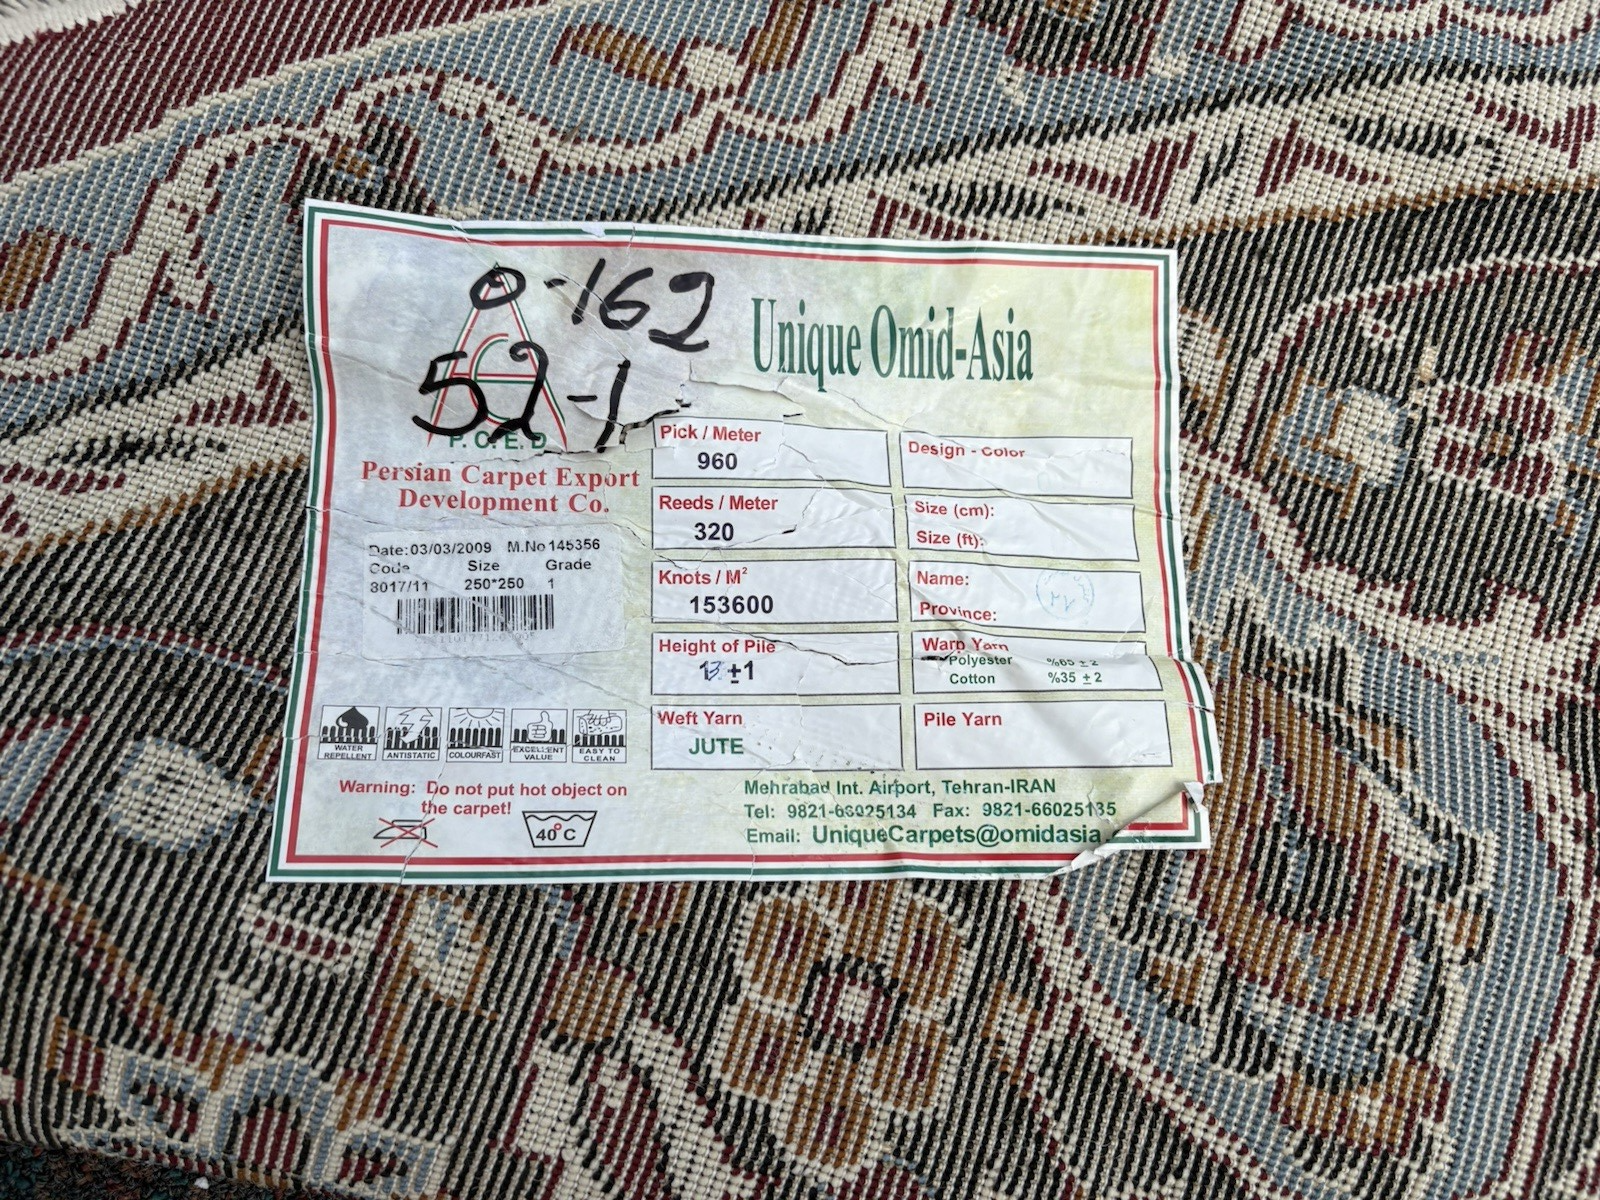 0-162
52-1
P. C. E. D
Persian Carpet Export
Development Co.
Date: 03/03/2009 M.No 145356
Code Size Grade
8017/11 250*250 1
WATER REPELLENT
ANTISTATIC
COLOURFAST
EXCELLENT VALUE
EASY TO CLEAN
Warning: Do not put hot object on
the carpet!
40°C
Unique Omid-Asia
Pick / Meter
960
Reeds / Meter
320
Knots / M²
153600
Height of Pile
13 ±1
Weft Yarn
JUTE
Design - Color
Size (cm):
Size (ft):
Name:
Province:
Warp Yarn
Polyester %65 ± 2
Cotton %35 ± 2
Pile Yarn
Mehrabad Int. Airport, Tehran-IRAN
Tel: 9821-66025134 Fax: 9821-66025135
Email: UniqueCarpets@omidasia.